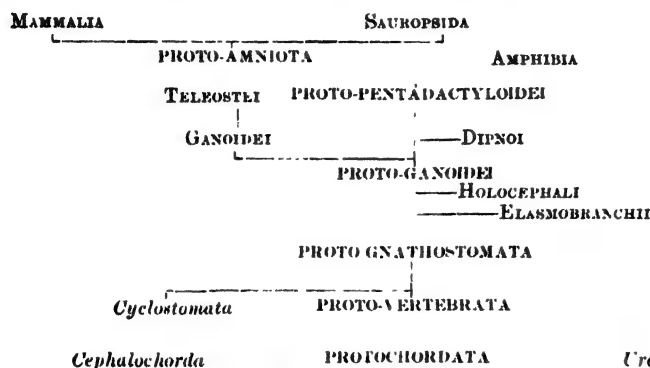 MAMMALIA SAUROPSIDA
PROTO-AMNIOTA
AMPHIBIA
TELEOSTEI PROTO-PENTADACTYLOIDEI
GANOIDEI DIPNOI
PROTO-GANOIDEI
HOLOCEPHALI
ELASMOBRANCHII
PROTO GNATHOSTOMATA
Cyclostomata PROTO-VERTEBRATA
Cephalochorda PROTOCHORDATA